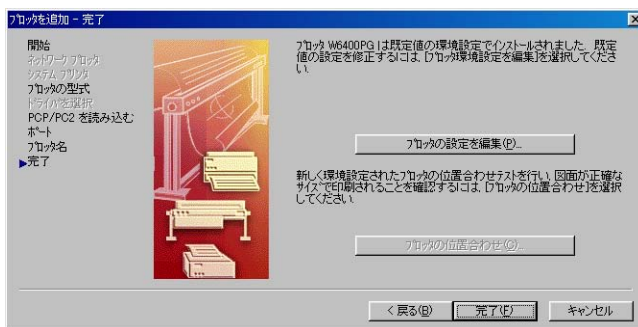 プロッタを追加 - 完了
開始
ネットワーク プロッタ
システム プリンタ
プロッタの型式
ドライバを選択
PCP/PC2 を読み込む
ポート
プロッタ名
完了
プロッタ W6400PG は既定値の環境設定でインストールされました. 既定
値の設定を修正するには, [プロッタ環境設定を編集]を選択してくださ
い.
プロッタの設定を編集(P)...
新しく環境設定されたプロッタの位置合わせテストを行い, 図面が正確な
サイズで印刷されることを確認するには, [プロッタの位置合わせ]を選択
してください.
プロッタの位置合わせ(C)...
< 戻る(B)
完了(F)
キャンセル